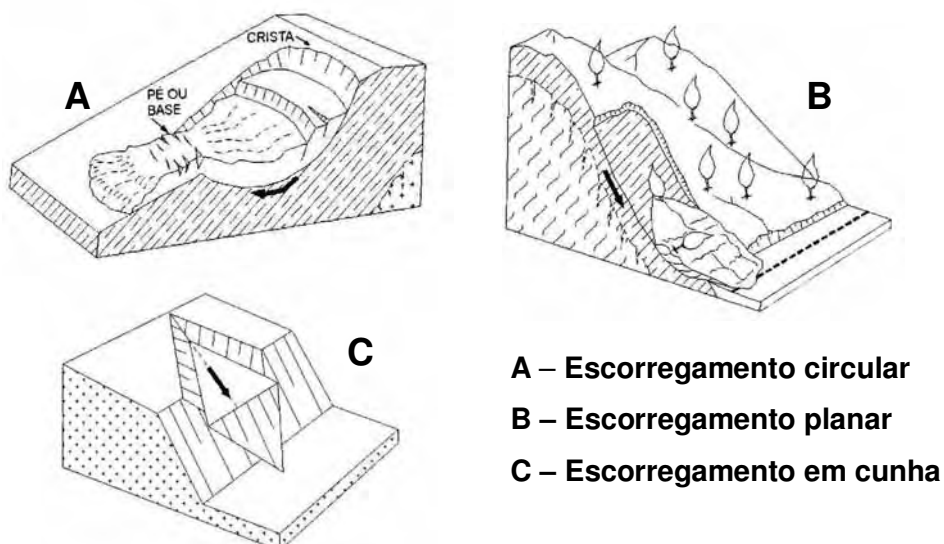 A
CRISTA
PÉ OU
BASE
B
C
A – Escorregamento circular
B – Escorregamento planar
C – Escorregamento em cunha